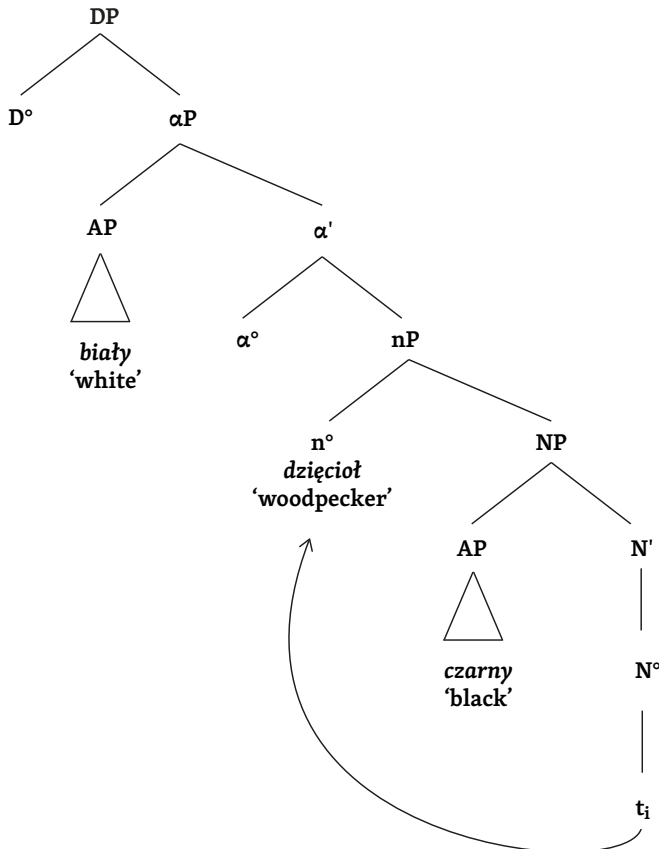 DP
D° αP
AP α'
biały
'white'
α° nP
n° NP
dzięcioł
‘woodpecker’
AP N'
czarny
‘black’
N°
tᵢ